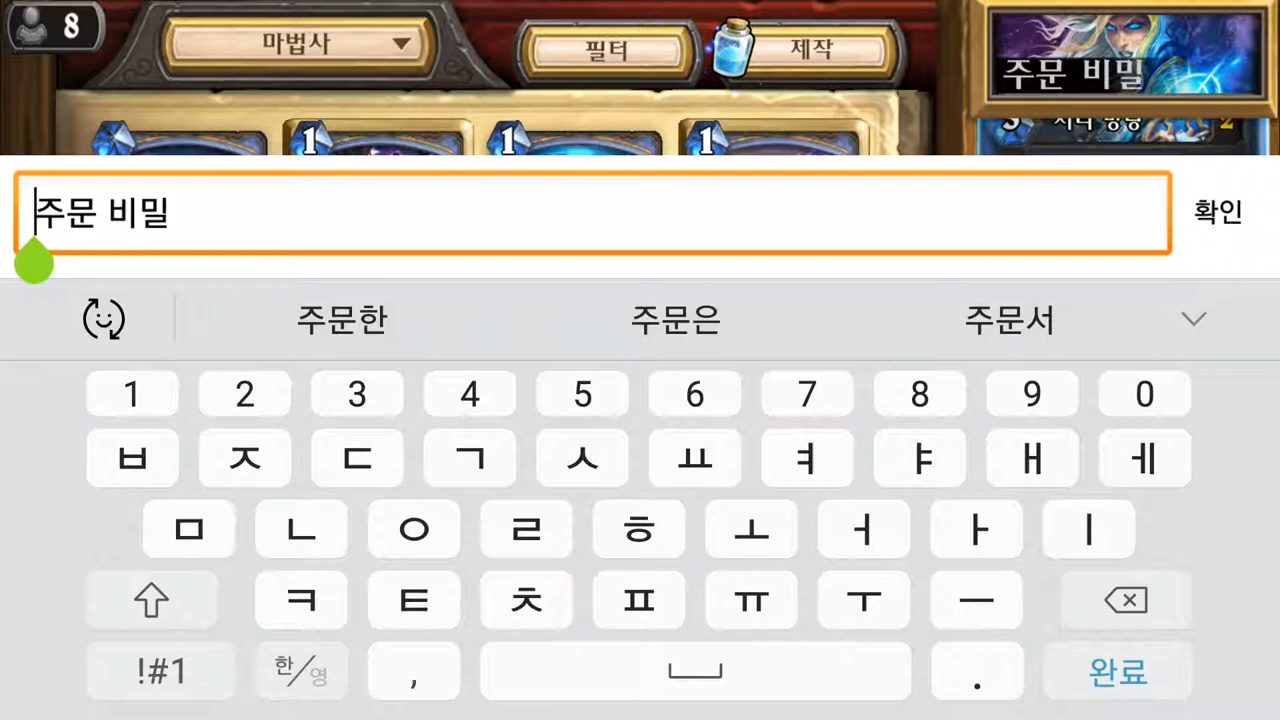 8
마법사
필터
제작
주문 비밀
1
1
1
2
주문 비밀
확인
주문한
주문은
주문서
1 2 3 4 5 6 7 8 9 0
ㅂ ㅈ ㄷ ㄱ ㅅ ㅛ ㅕ ㅑ ㅐ ㅔ
ㅁ ㄴ ㅇ ㄹ ㅎ ㅗ ㅓ ㅏ ㅣ
ㅋ ㅌ ㅊ ㅍ ㅠ ㅜ ㅡ
!#1 한/영 , . 완료